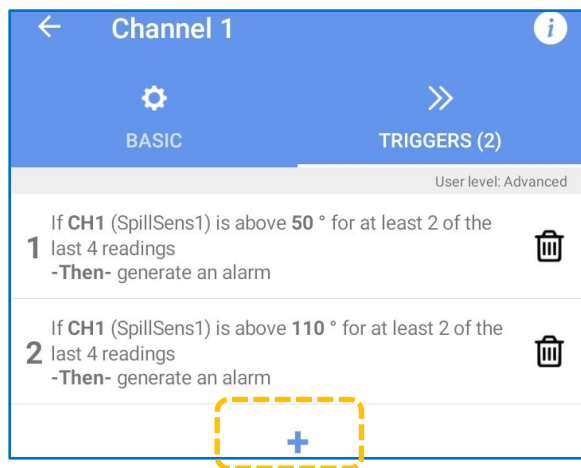 ← Channel 1 i
BASIC
TRIGGERS (2)
User level: Advanced
If CH1 (SpillSens1) is above 50 ° for at least 2 of the
1 last 4 readings
-Then- generate an alarm
If CH1 (SpillSens1) is above 110 ° for at least 2 of the
2 last 4 readings
-Then- generate an alarm
+